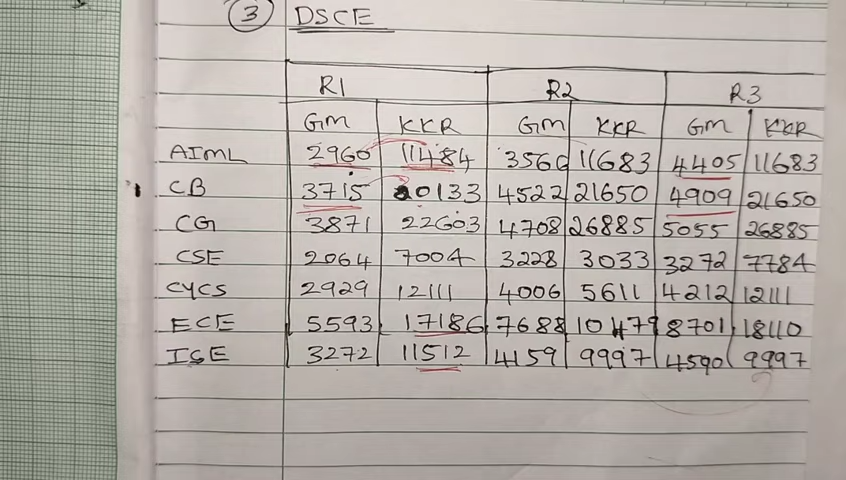 3 DSCE
R1 R2 R3
GM KKR GM KKR GM KKR
AIML 2960 11484 3560 11683 4405 11683
CB 3715 20133 4522 21650 4909 21650
CG 3871 22603 4708 26885 5055 26885
CSE 2064 7004 3228 3033 3272 7784
CYCS 2929 12111 4006 5611 4212 12111
ECE 5593 17186 7688 10479 8701 18110
ISE 3272 11512 4159 9997 4590 9997